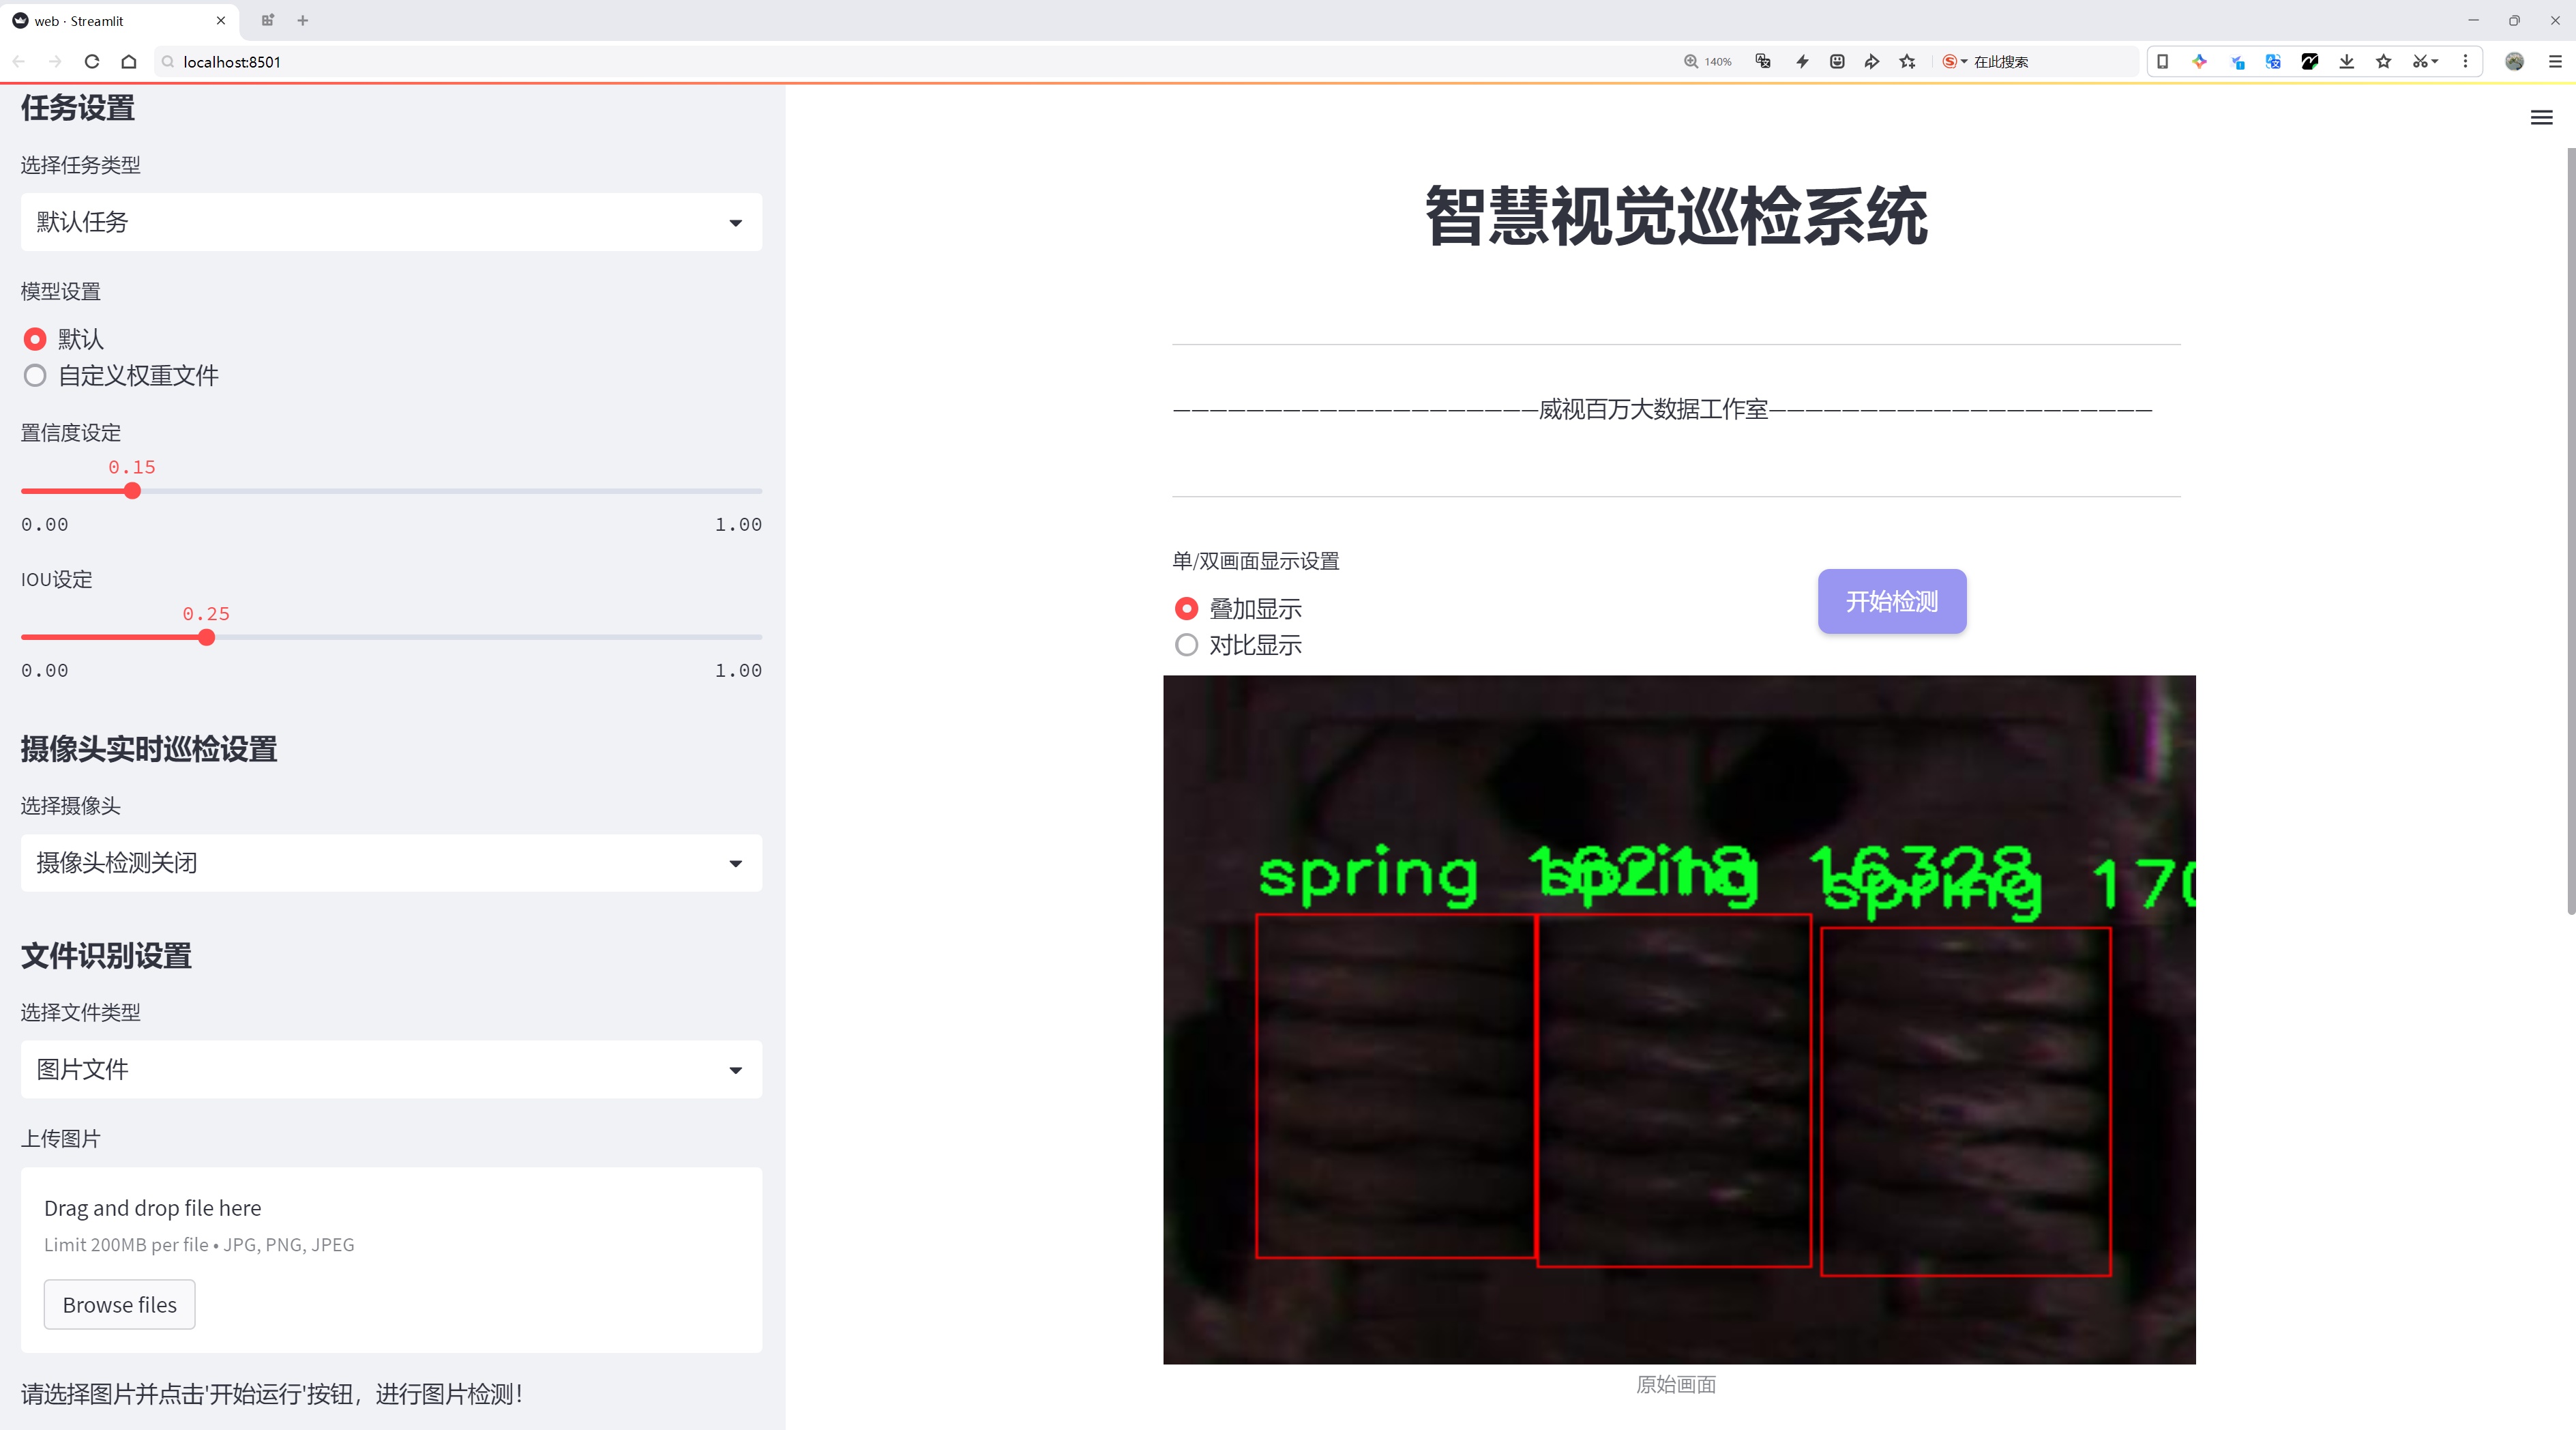 web · Streamlit
localhost:8501
140%
在此搜索
任务设置
选择任务类型
默认任务
模型设置
默认
自定义权重文件
置信度设定
0.15
0.00 1.00
IOU设定
0.25
0.00 1.00
摄像头实时巡检设置
选择摄像头
摄像头检测关闭
文件识别设置
选择文件类型
图片文件
上传图片
Drag and drop file here
Limit 200MB per file • JPG, PNG, JPEG
Browse files
请选择图片并点击'开始运行'按钮，进行图片检测！
智慧视觉巡检系统
————————————————————威视百万大数据工作室—————————————————————
单/双画面显示设置
叠加显示
对比显示
开始检测
spring
spring 16328
spring 170
原始画面